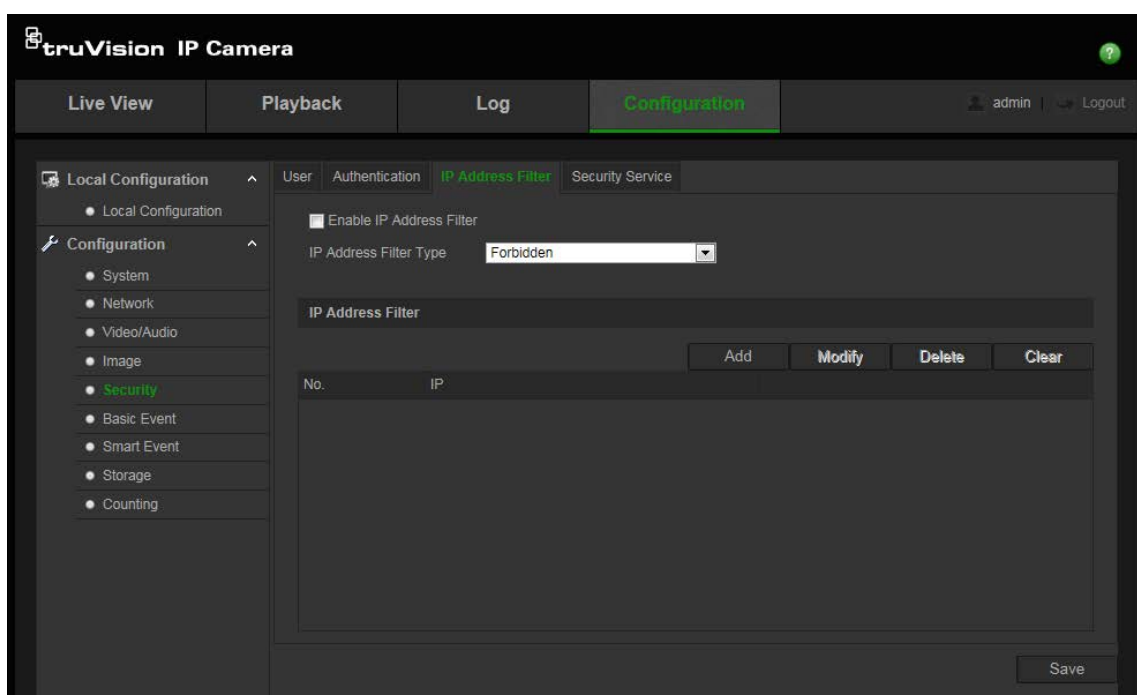 truVision IP Camera
?
Live View Playback Log Configuration admin | Logout
Local Configuration
Local Configuration
Configuration
System
Network
Video/Audio
Image
Security
Basic Event
Smart Event
Storage
Counting
User Authentication IP Address Filter Security Service
Enable IP Address Filter
IP Address Filter Type Forbidden
IP Address Filter
Add Modify Delete Clear
No. IP
Save